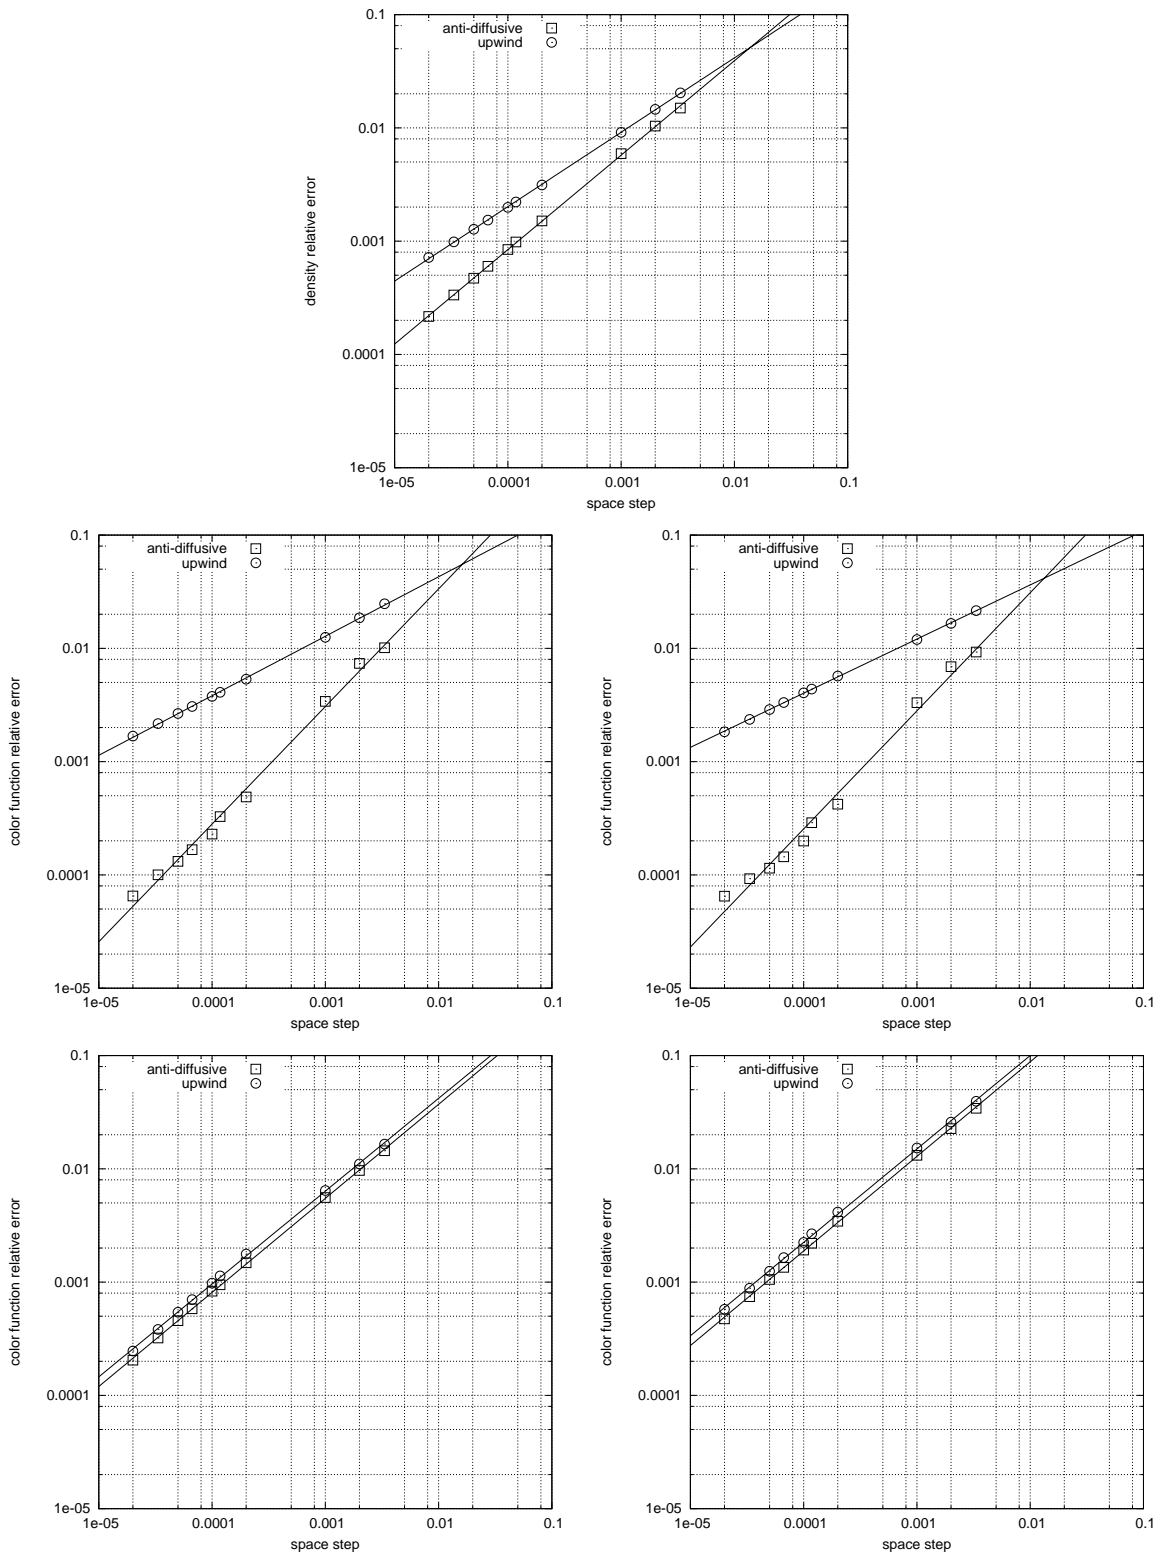 0.1
anti-diffusive
upwind
0.01
0.001
0.0001
1e-05
density relative error
1e-05 0.0001 0.001 0.01 0.1
space step
0.1
anti-diffusive
upwind
0.01
0.001
0.0001
1e-05
color function relative error
1e-05 0.0001 0.001 0.01 0.1
space step
0.1
anti-diffusive
upwind
0.01
0.001
0.0001
1e-05
color function relative error
1e-05 0.0001 0.001 0.01 0.1
space step
0.1
anti-diffusive
upwind
0.01
0.001
0.0001
1e-05
color function relative error
1e-05 0.0001 0.001 0.01 0.1
space step
0.1
anti-diffusive
upwind
0.01
0.001
0.0001
1e-05
color function relative error
1e-05 0.0001 0.001 0.01 0.1
space step